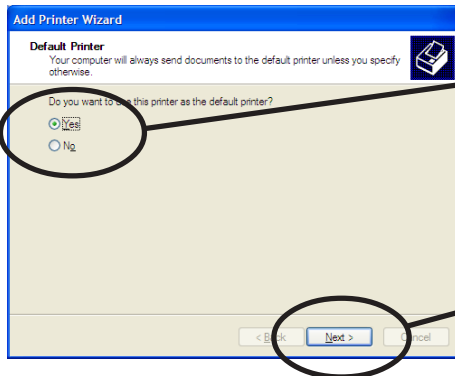 Add Printer Wizard
Default Printer
Your computer will always send documents to the default printer unless you specify
otherwise.
Do you want to use this printer as the default printer?
Yes
No
< Back
Next >
Cancel